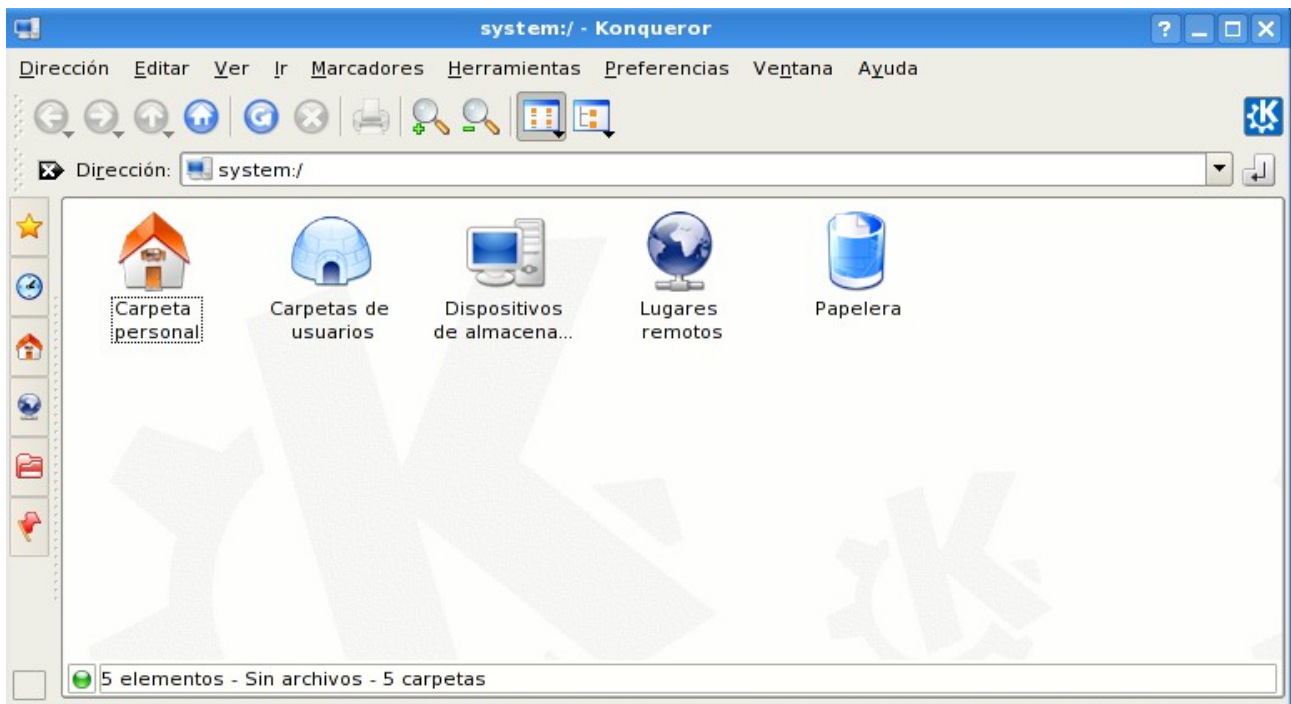 system:/ - Konqueror
Dirección Editar Ver Ir Marcadores Herramientas Preferencias Ventana Ayuda
Dirección: system:/
Carpeta
personal
Carpetas de
usuarios
Dispositivos
de almacena...
Lugares
remotos
Papelera
5 elementos - Sin archivos - 5 carpetas